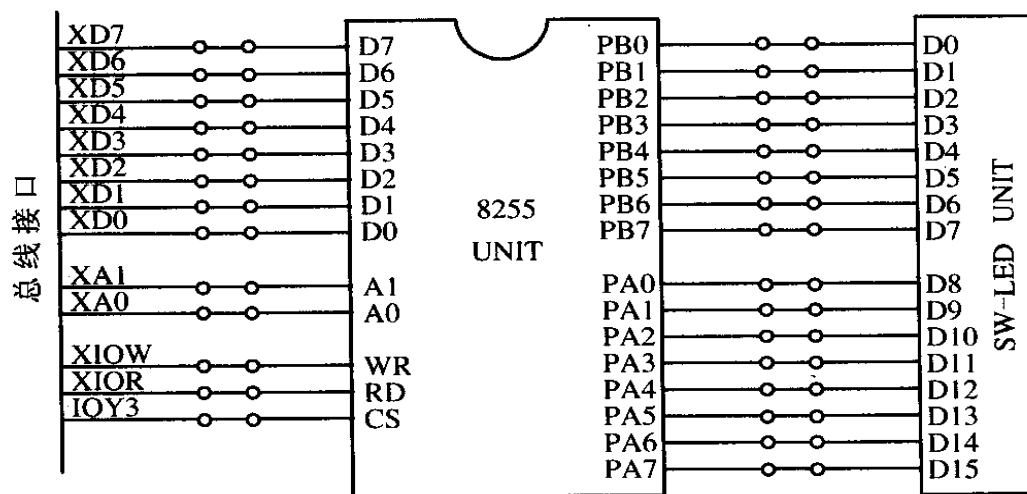 总线接口
XD7
XD6
XD5
XD4
XD3
XD2
XD1
XD0
XA1
XA0
XIOW
XIOR
IOY3
D7
D6
D5
D4
D3
D2
D1
D0
A1
A0
WR
RD
CS
8255
UNIT
PB0
PB1
PB2
PB3
PB4
PB5
PB6
PB7
PA0
PA1
PA2
PA3
PA4
PA5
PA6
PA7
D0
D1
D2
D3
D4
D5
D6
D7
D8
D9
D10
D11
D12
D13
D14
D15
SW-LED UNIT